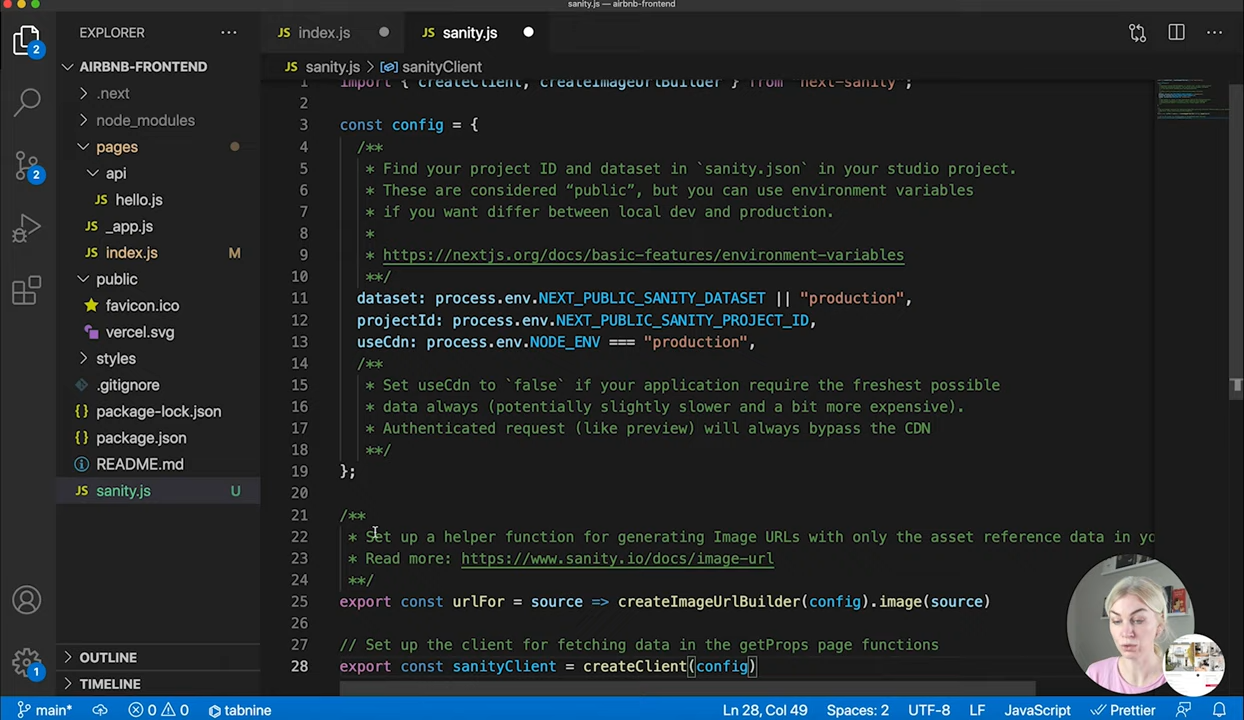 sanity.js — airbnb-frontend
EXPLORER
index.js
sanity.js
AIRBNB-FRONTEND
.next
node_modules
pages
api
hello.js
_app.js
index.js M
public
favicon.ico
vercel.svg
styles
.gitignore
package-lock.json
package.json
README.md
sanity.js U
OUTLINE
TIMELINE
2
2
1
sanity.js > sanityClient
1 import { createClient, createImageUrlBuilder } from "next-sanity";
2
3 const config = {
4 /**
5 * Find your project ID and dataset in `sanity.json` in your studio project.
6 * These are considered “public”, but you can use environment variables
7 * if you want differ between local dev and production.
8 *
9 * https://nextjs.org/docs/basic-features/environment-variables
10 **/
11 dataset: process.env.NEXT_PUBLIC_SANITY_DATASET || "production",
12 projectId: process.env.NEXT_PUBLIC_SANITY_PROJECT_ID,
13 useCdn: process.env.NODE_ENV === "production",
14 /**
15 * Set useCdn to `false` if your application require the freshest possible
16 * data always (potentially slightly slower and a bit more expensive).
17 * Authenticated request (like preview) will always bypass the CDN
18 **/
19 };
20
21 /**
22 * Set up a helper function for generating Image URLs with only the asset reference data in yo
23 * Read more: https://www.sanity.io/docs/image-url
24 **/
25 export const urlFor = source => createImageUrlBuilder(config).image(source)
26
27 // Set up the client for fetching data in the getProps page functions
28 export const sanityClient = createClient(config)
main* 0 0 tabnine Ln 28, Col 49 Spaces: 2 UTF-8 LF JavaScript Prettier